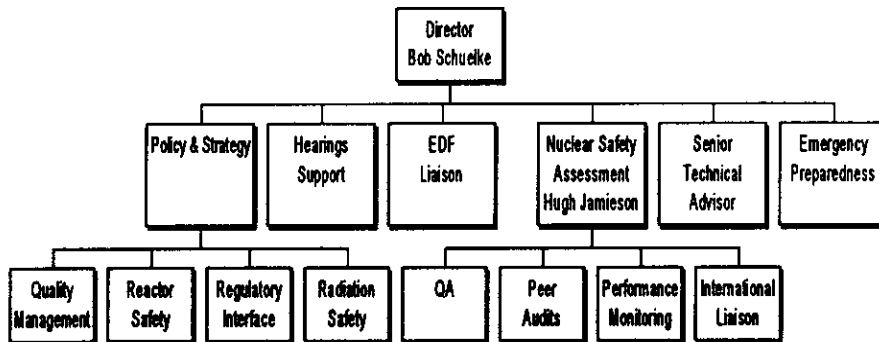 Director
Bob Schuelke
Policy & Strategy
Hearings
Support
EDF
Liaison
Nuclear Safety
Assessment
Hugh Jamieson
Senior
Technical
Advisor
Emergency
Preparedness
Quality
Management
Reactor
Safety
Regulatory
Interface
Radiation
Safety
QA
Peer
Audits
Performance
Monitoring
International
Liaison